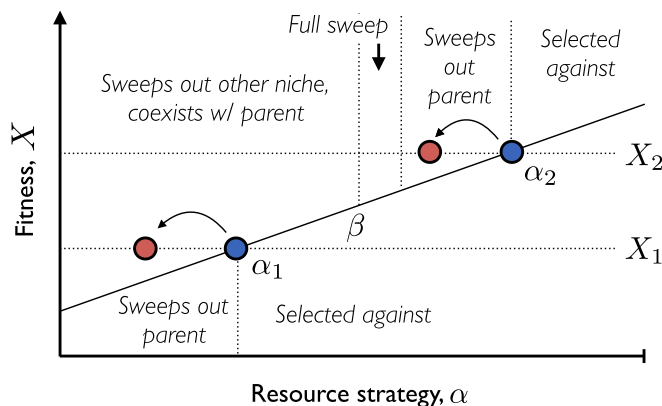 Full sweep
Sweeps
out
parent
Selected
against
Sweeps out other niche,
coexists w/ parent
Fitness, X
X₂
α₂
β
X₁
α₁
Sweeps out
parent
Selected against
Resource strategy, α